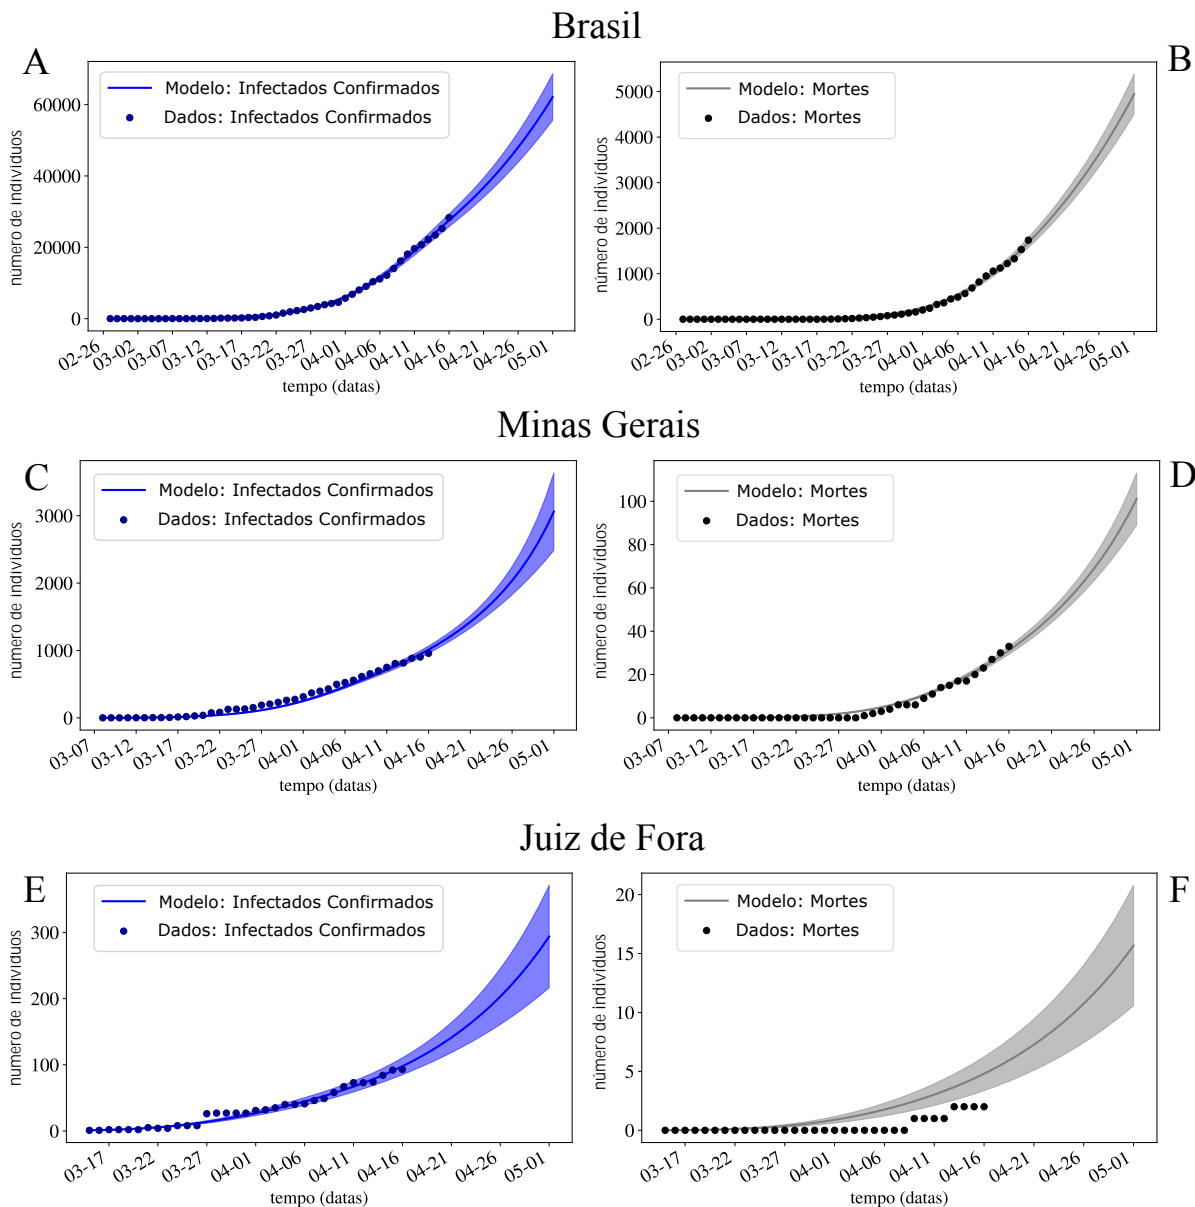 Brasil
A
Modelo: Infectados Confirmados
Dados: Infectados Confirmados
número de indivíduos
60000
40000
20000
0
02-26 03-02 03-07 03-12 03-17 03-22 03-27 04-01 04-06 04-11 04-16 04-21 04-26 05-01
tempo (datas)
B
Modelo: Mortes
Dados: Mortes
número de indivíduos
5000
4000
3000
2000
1000
0
02-26 03-02 03-07 03-12 03-17 03-22 03-27 04-01 04-06 04-11 04-16 04-21 04-26 05-01
tempo (datas)
Minas Gerais
C
Modelo: Infectados Confirmados
Dados: Infectados Confirmados
número de indivíduos
3000
2000
1000
0
03-07 03-12 03-17 03-22 03-27 04-01 04-06 04-11 04-16 04-21 04-26 05-01
tempo (datas)
D
Modelo: Mortes
Dados: Mortes
número de indivíduos
100
80
60
40
20
0
03-07 03-12 03-17 03-22 03-27 04-01 04-06 04-11 04-16 04-21 04-26 05-01
tempo (datas)
Juiz de Fora
E
Modelo: Infectados Confirmados
Dados: Infectados Confirmados
número de indivíduos
300
200
100
0
03-17 03-22 03-27 04-01 04-06 04-11 04-16 04-21 04-26 05-01
tempo (datas)
F
Modelo: Mortes
Dados: Mortes
número de indivíduos
20
15
10
5
0
03-17 03-22 03-27 04-01 04-06 04-11 04-16 04-21 04-26 05-01
tempo (datas)